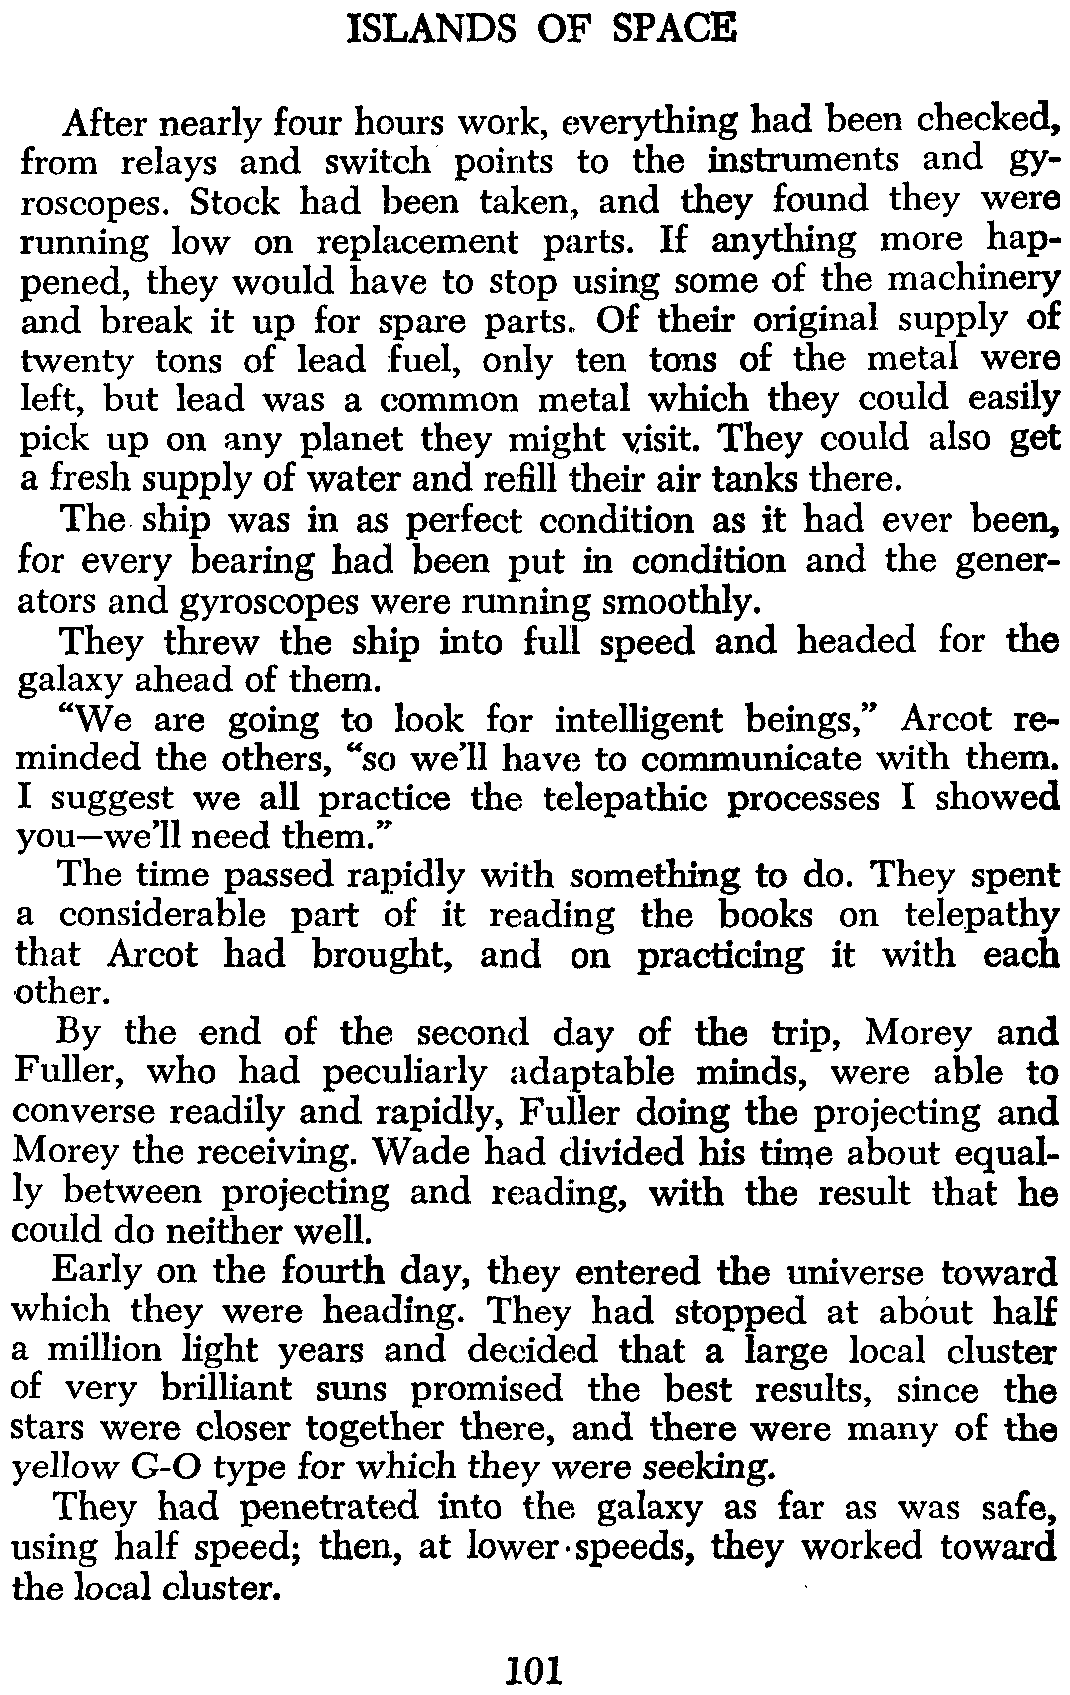 ISLANDS OF SPACE
After nearly four hours work, everything had been checked,
from relays and switch points to the instruments and gy-
roscopes. Stock had been taken, and they found they were
running low on replacement parts. If anything more hap-
pened, they would have to stop using some of the machinery
and break it up for spare parts. Of their original supply of
twenty tons of lead fuel, only ten tons of the metal were
left, but lead was a common metal which they could easily
pick up on any planet they might visit. They could also get
a fresh supply of water and refill their air tanks there.
The ship was in as perfect condition as it had ever been,
for every bearing had been put in condition and the gener-
ators and gyroscopes were running smoothly.
They threw the ship into full speed and headed for the
galaxy ahead of them.
“We are going to look for intelligent beings,” Arcot re-
minded the others, “so we'll have to communicate with them.
I suggest we all practice the telepathic processes I showed
you—we'll need them.”
The time passed rapidly with something to do. They spent
a considerable part of it reading the books on telepathy
that Arcot had brought, and on practicing it with each
other.
By the end of the second day of the trip, Morey and
Fuller, who had peculiarly adaptable minds, were able to
converse readily and rapidly, Fuller doing the projecting and
Morey the receiving. Wade had divided his time about equal-
ly between projecting and reading, with the result that he
could do neither well.
Early on the fourth day, they entered the universe toward
which they were heading. They had stopped at about half
a million light years and decided that a large local cluster
of very brilliant suns promised the best results, since the
stars were closer together there, and there were many of the
yellow G-O type for which they were seeking.
They had penetrated into the galaxy as far as was safe,
using half speed; then, at lower speeds, they worked toward
the local cluster.
101